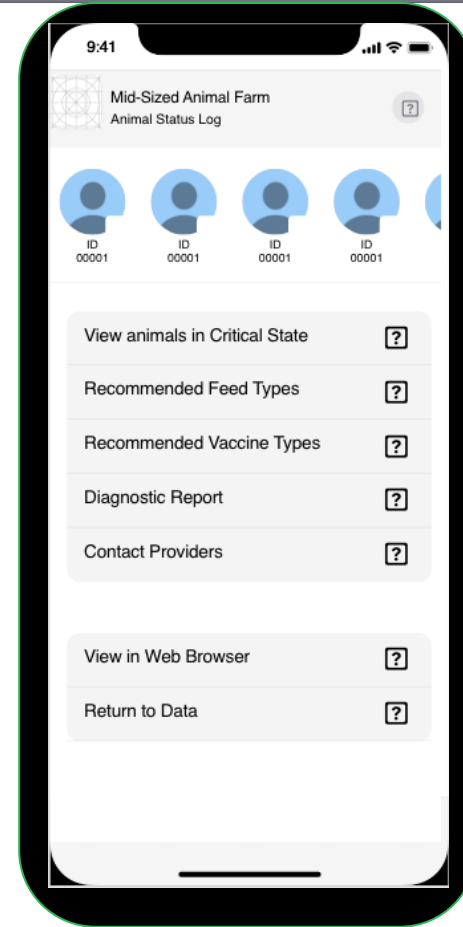 9:41
Mid-Sized Animal Farm
Animal Status Log
?
ID ID ID ID
00001 00001 00001 00001
View animals in Critical State ?
Recommended Feed Types ?
Recommended Vaccine Types ?
Diagnostic Report ?
Contact Providers ?
View in Web Browser ?
Return to Data ?